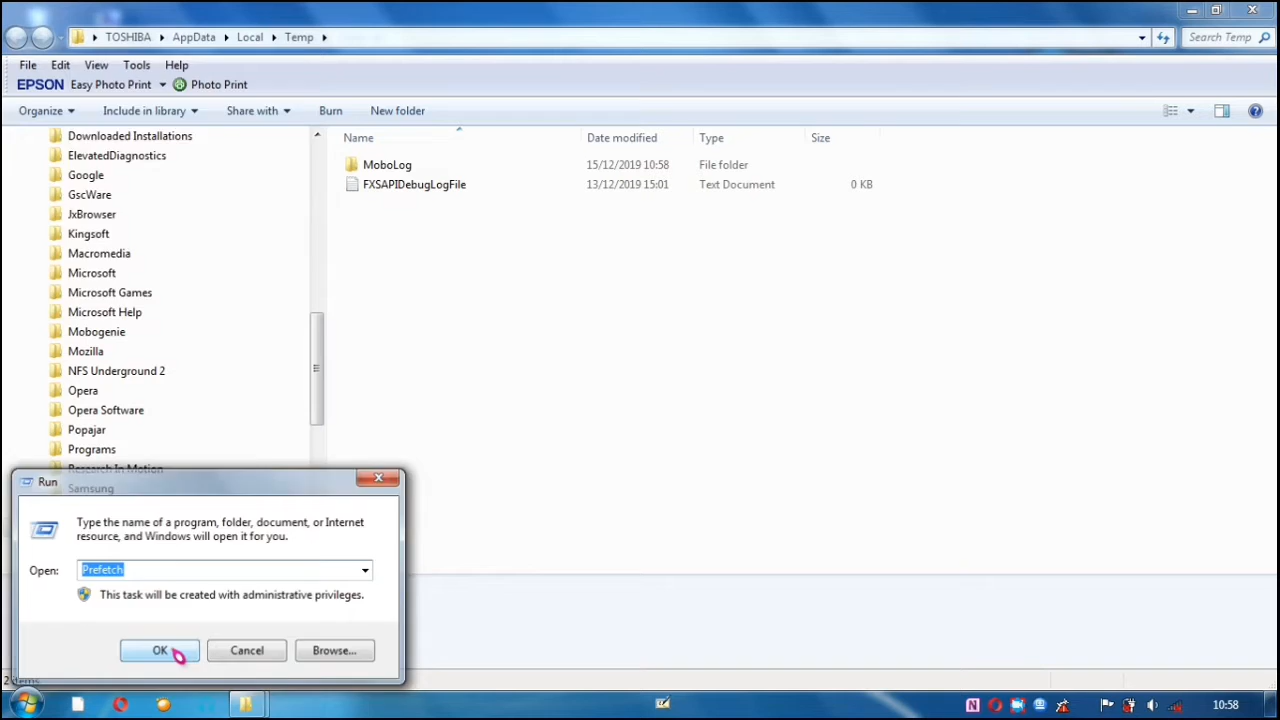 TOSHIBA AppData Local Temp Search Temp
File Edit View Tools Help
EPSON Easy Photo Print Photo Print
Organize Include in library Share with Burn New folder
Name Date modified Type Size
Downloaded Installations
ElevatedDiagnostics
Google
GscWare
JxBrowser
Kingsoft
Macromedia
Microsoft
Microsoft Games
Microsoft Help
Mobogenie
Mozilla
NFS Underground 2
Opera
Opera Software
Popajar
Programs
Research In Motion
Samsung
MoboLog 15/12/2019 10:58 File folder
FXSAPIDebugLogFile 13/12/2019 15:01 Text Document 0 KB
Run
Type the name of a program, folder, document, or Internet
resource, and Windows will open it for you.
Open: Prefetch
This task will be created with administrative privileges.
OK Cancel Browse...
2 items
10:58